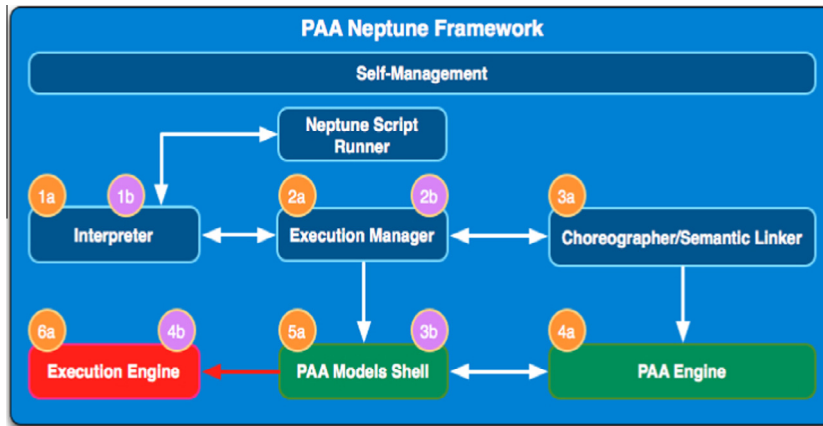 PAA Neptune Framework
Self-Management
Neptune Script
Runner
1a
1b
2a
2b
3a
Interpreter
Execution Manager
Choreographer/Semantic Linker
6a
4b
5a
3b
4a
Execution Engine
PAA Models Shell
PAA Engine